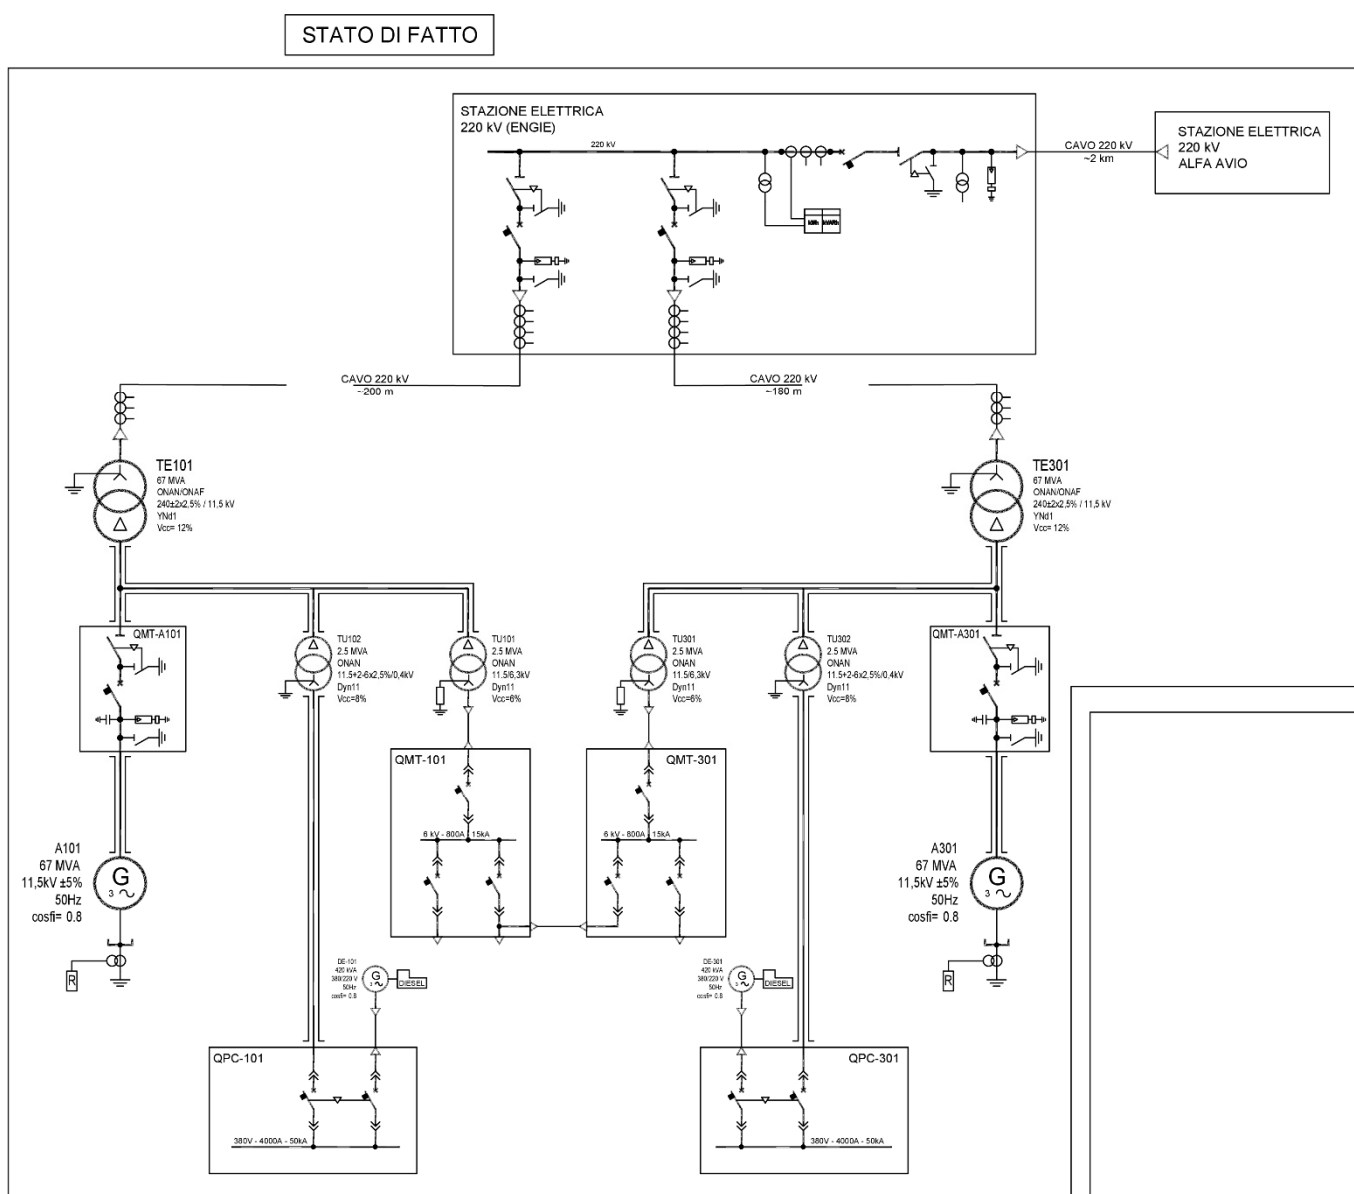 STATO DI FATTO
STAZIONE ELETTRICA
220 kV (ENGIE)
220 kV
kWh kVARh
CAVO 220 kV
~2 km
STAZIONE ELETTRICA
220 kV
ALFA AVIO
CAVO 220 kV
~200 m
CAVO 220 kV
~180 m
TE101
67 MVA
ONAN/ONAF
240±2x2,5% / 11,5 kV
YNd1
Vcc= 12%
TE301
67 MVA
ONAN/ONAF
240±2x2,5% / 11,5 kV
YNd1
Vcc= 12%
QMT-A101
TU102
2.5 MVA
ONAN
11.5+2-6x2,5%/0,4kV
Dyn11
Vcc=8%
TU101
2.5 MVA
ONAN
11.5/6,3kV
Dyn11
Vcc=6%
TU301
2.5 MVA
ONAN
11.5/6,3kV
Dyn11
Vcc=6%
TU302
2.5 MVA
ONAN
11.5+2-6x2,5%/0,4kV
Dyn11
Vcc=8%
QMT-A301
QMT-101
6 kV - 800A - 15kA
QMT-301
6 kV - 800A - 15kA
A101
67 MVA
11,5kV ±5%
50Hz
cosfi= 0.8
G
3
R
A301
67 MVA
11,5kV ±5%
50Hz
cosfi= 0.8
G
3
R
DE-101
420 kVA
380/220 V
50Hz
cosfi= 0.8
G
3
DIESEL
DE-301
420 kVA
380/220 V
50Hz
cosfi= 0.8
G
3
DIESEL
QPC-101
380V - 4000A - 50kA
QPC-301
380V - 4000A - 50kA